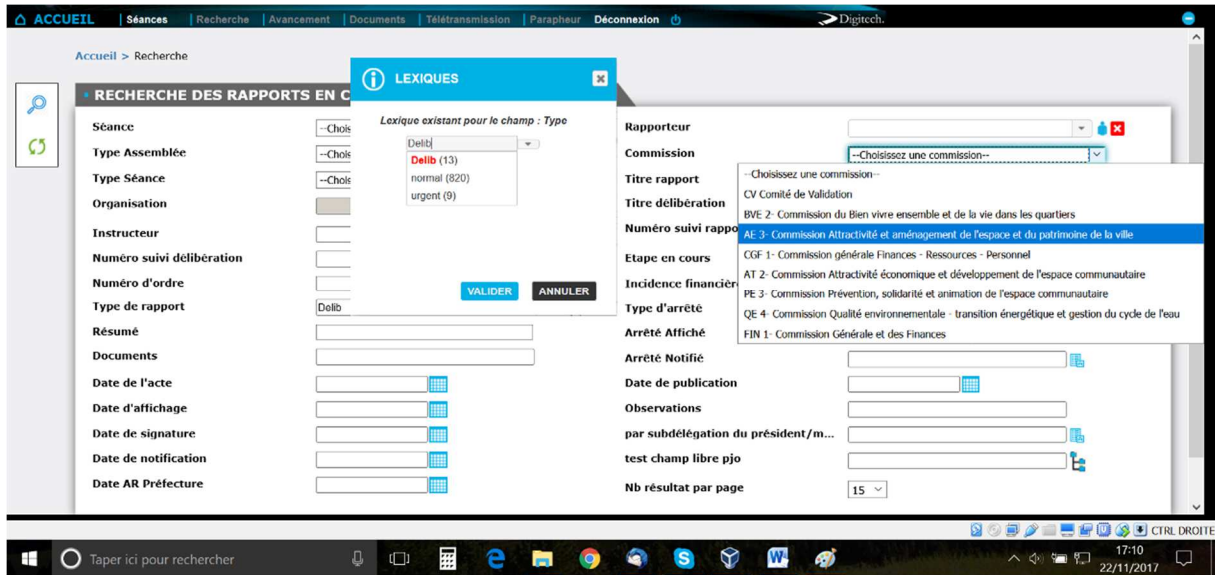 ACCUEIL | Séances | Recherche | Avancement | Documents | Télétransmission | Parapheur Déconnexion Digitech.
Accueil > Recherche
LEXIQUES
RECHERCHE DES RAPPORTS EN C
Lexique existant pour le champ : Type
Delib
Delib (13)
normal (820)
urgent (9)
VALIDER ANNULER
Séance --Chois
Type Assemblée --Chois
Type Séance --Chois
Organisation
Instructeur
Numéro suivi délibération
Numéro d'ordre
Type de rapport Delib
Résumé
Documents
Date de l'acte
Date d'affichage
Date de signature
Date de notification
Date AR Préfecture
Rapporteur
Commission --Choisissez une commission--
Titre rapport
Titre délibération
Numéro suivi rappo
Etape en cours
Incidence financièr
Type d'arrêté
Arrêté Affiché
Arrêté Notifié
Date de publication
Observations
par subdélégation du président/m...
test champ libre pjo
Nb résultat par page 15
--Choisissez une commission--
CV Comité de Validation
BVE 2- Commission du Bien vivre ensemble et de la vie dans les quartiers
AE 3- Commission Attractivité et aménagement de l'espace et du patrimoine de la ville
CGF 1- Commission générale Finances - Ressources - Personnel
AT 2- Commission Attractivité économique et développement de l'espace communautaire
PE 3- Commission Prévention, solidarité et animation de l'espace communautaire
QE 4- Commission Qualité environnementale - transition énergétique et gestion du cycle de l'eau
FIN 1- Commission Générale et des Finances
CTRL DROITE
Taper ici pour rechercher
17:10
22/11/2017